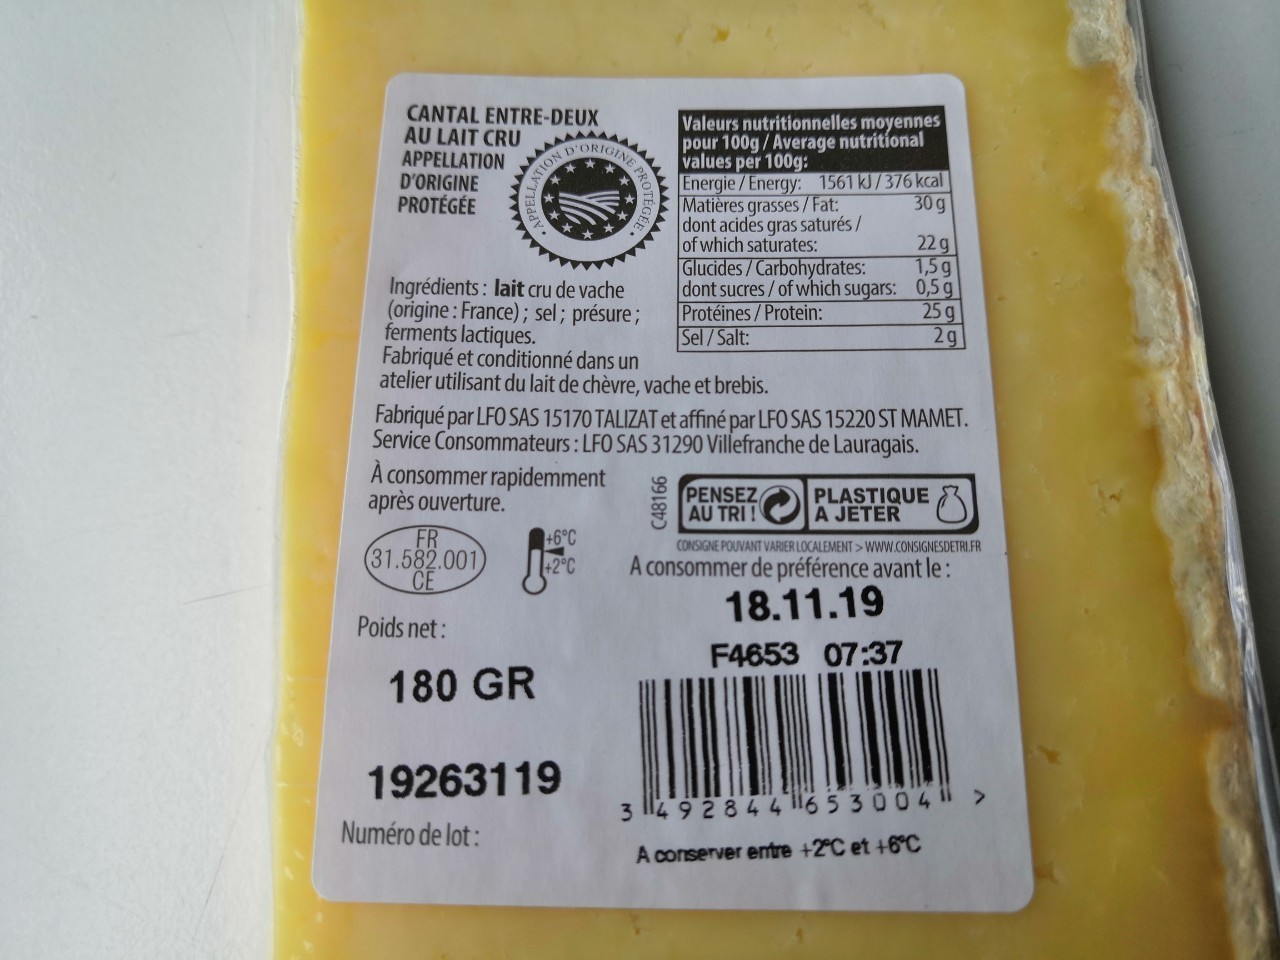 CANTAL ENTRE-DEUX
AU LAIT CRU
APPELLATION
D'ORIGINE
PROTÉGÉE
• APPELLATION D'ORIGINE PROTÉGÉE •
Valeurs nutritionnelles moyennes
pour 100g / Average nutritional
values per 100g:
Energie / Energy: 1561 kJ / 376 kcal
Matières grasses / Fat: 30 g
dont acides gras saturés /
of which saturates: 22 g
Glucides / Carbohydrates: 1,5 g
dont sucres / of which sugars: 0,5 g
Protéines / Protein: 25 g
Sel / Salt: 2 g
Ingrédients : lait cru de vache
(origine : France) ; sel ; présure ;
ferments lactiques.
Fabriqué et conditionné dans un
atelier utilisant du lait de chèvre, vache et brebis.
Fabriqué par LFO SAS 15170 TALIZAT et affiné par LFO SAS 15220 ST MAMET.
Service Consommateurs : LFO SAS 31290 Villefranche de Lauragais.
À consommer rapidemment
après ouverture.
C48166
PENSEZ
AU TRI !
PLASTIQUE
À JETER
CONSIGNE POUVANT VARIER LOCALEMENT > WWW.CONSIGNESDETRI.FR
FR
31.582.001
CE
+6°C
+2°C
A consommer de préférence avant le :
18.11.19
F4653 07:37
Poids net :
180 GR
19263119
Numéro de lot :
3 492844 653004 >
A conserver entre +2°C et +6°C